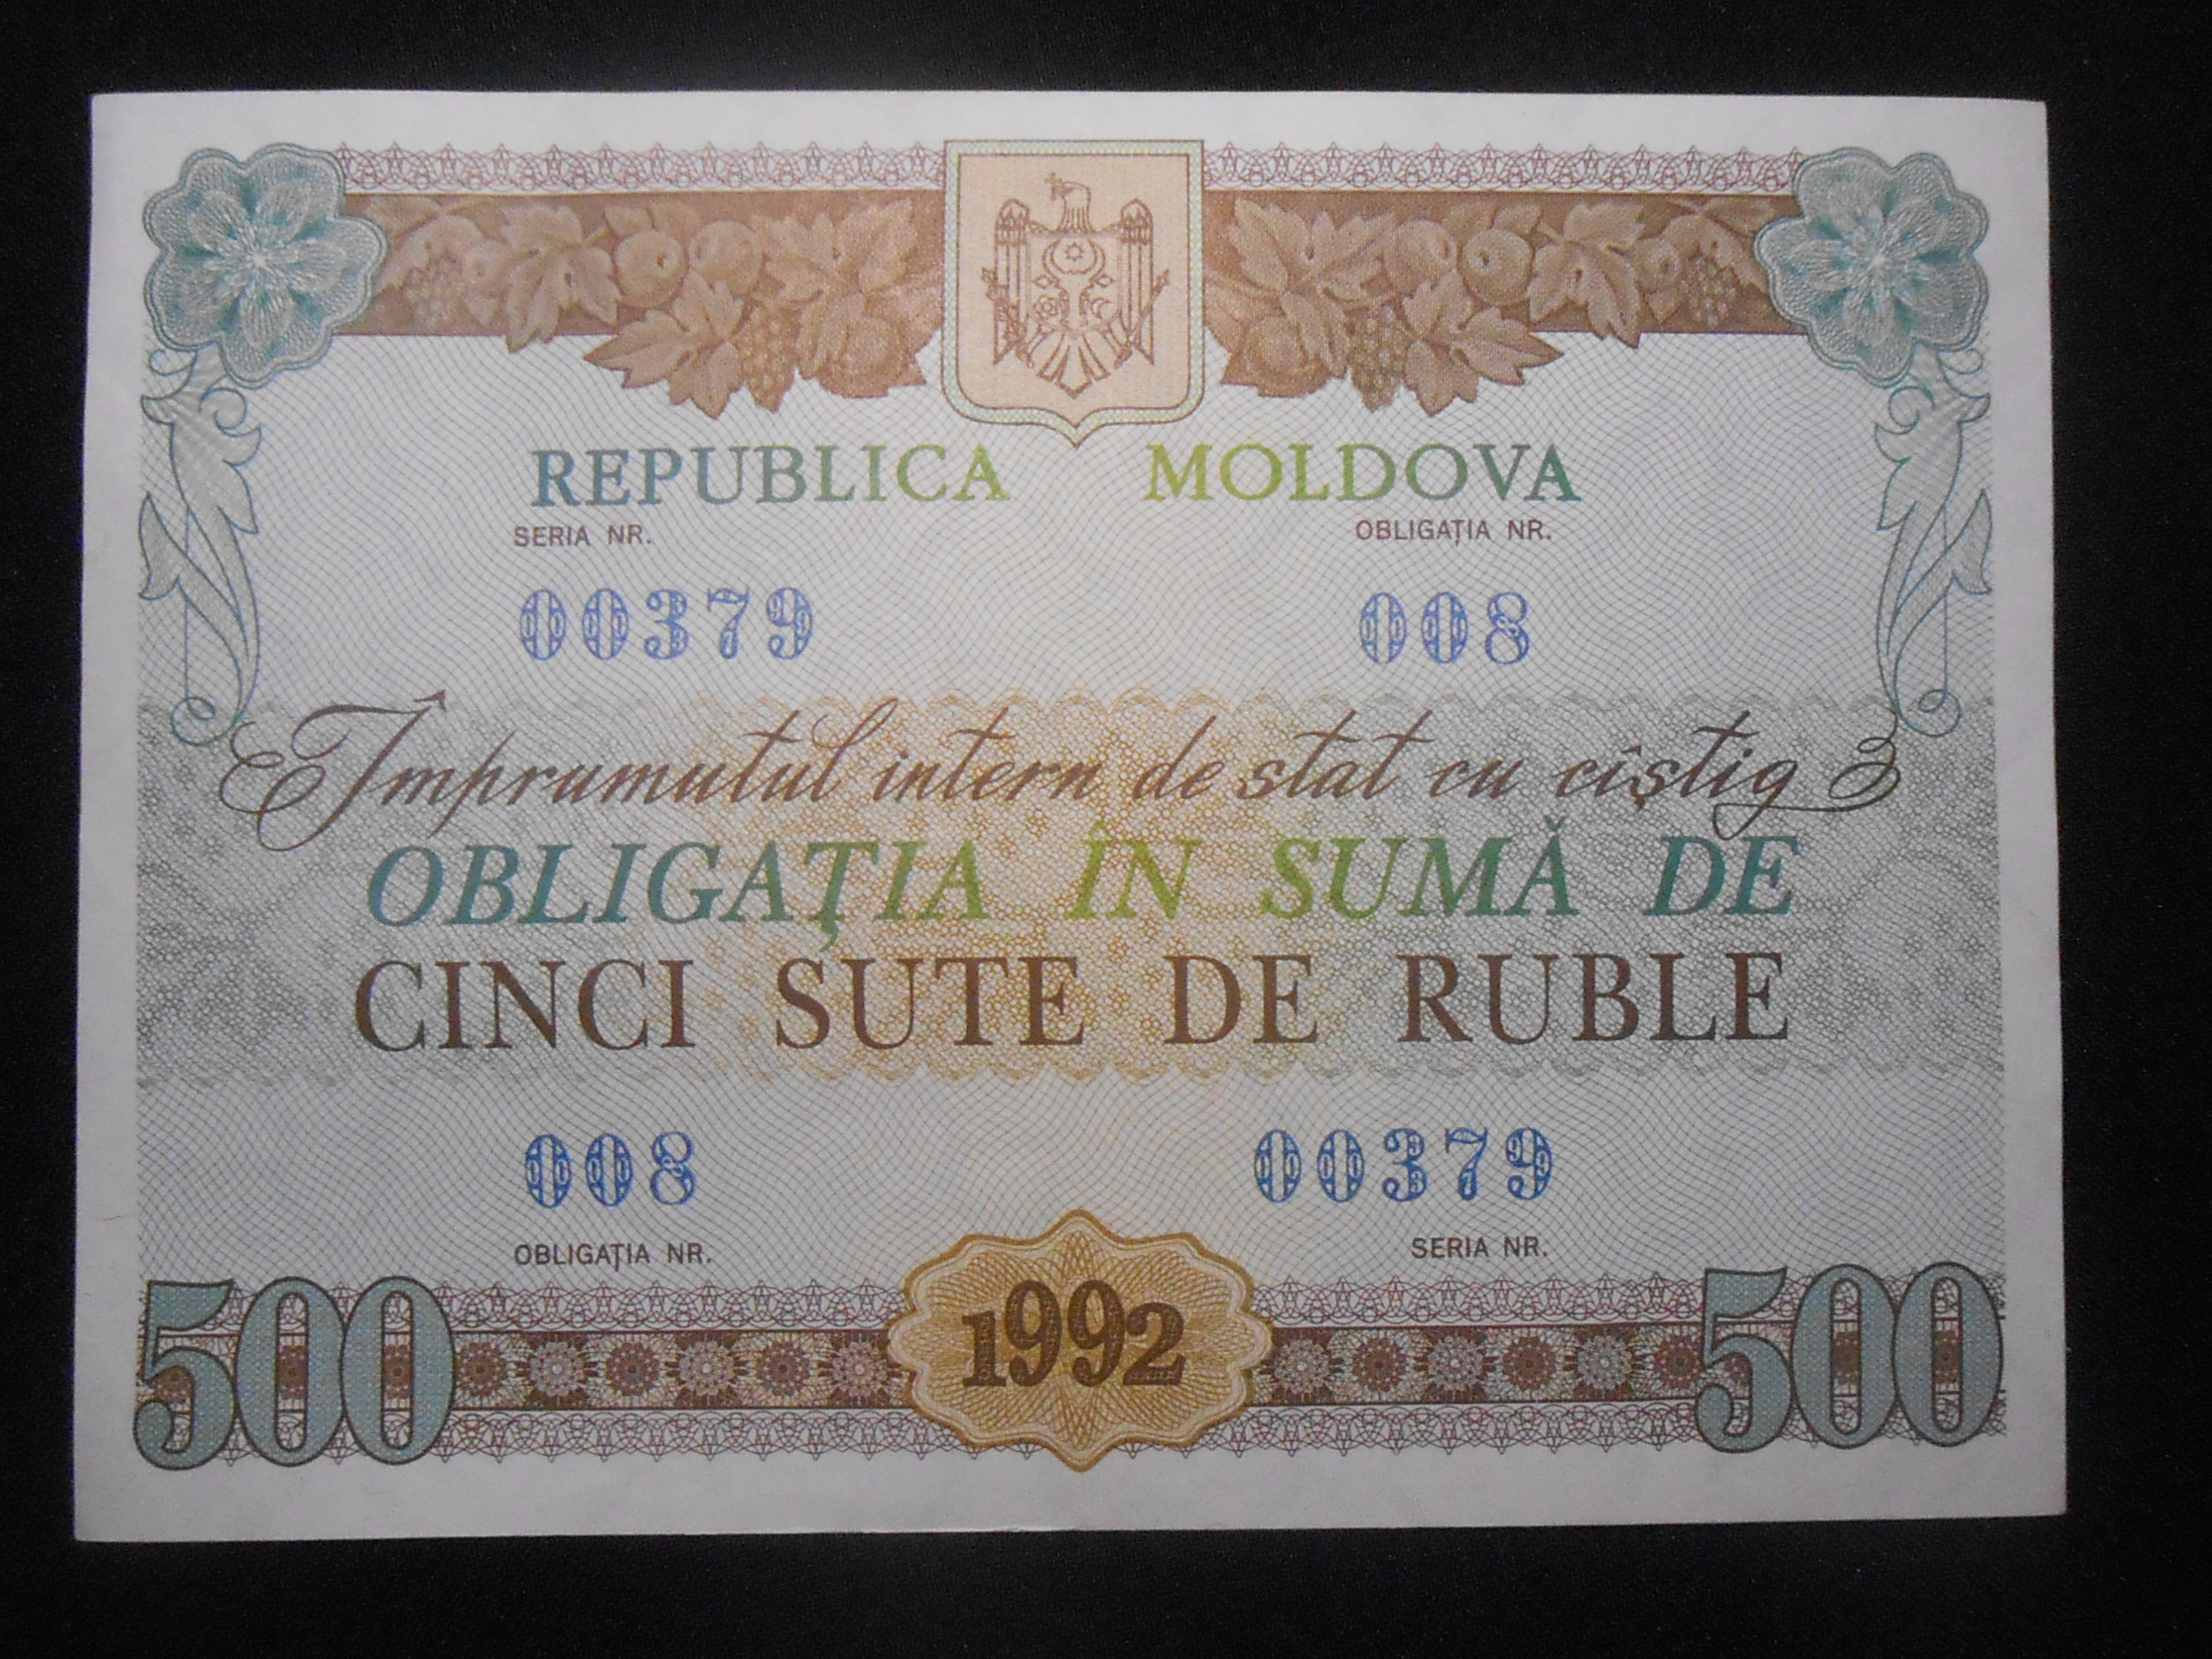 REPUBLICA MOLDOVA
SERIA NR. OBLIGAȚIA NR.
00379 008
Împrumutul intern de stat cu cîștig
OBLIGAȚIA ÎN SUMĂ DE
CINCI SUTE DE RUBLE
008 00379
OBLIGAȚIA NR. SERIA NR.
500 1992 500